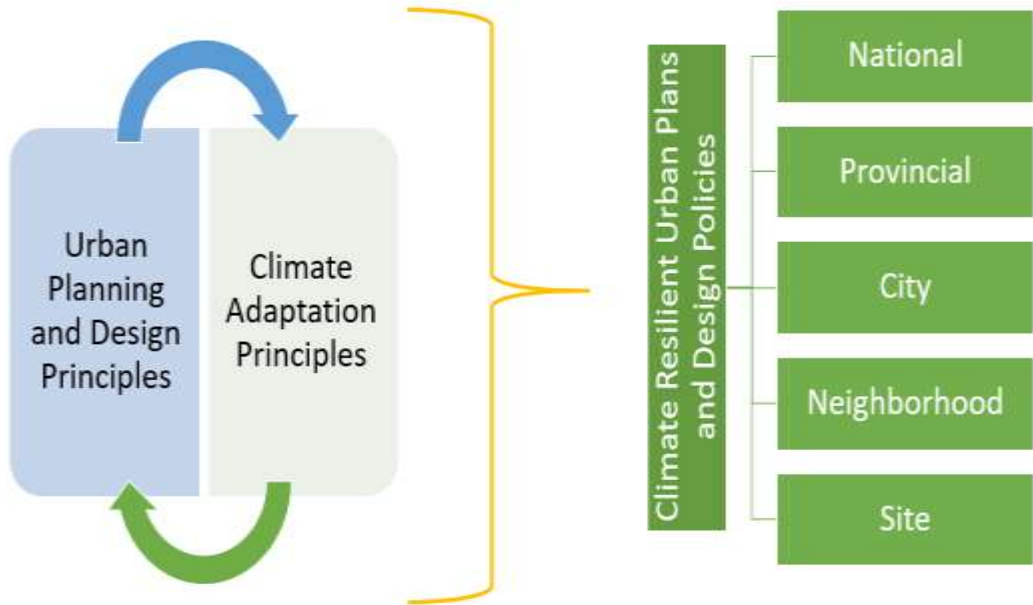 Urban
Planning
and Design
Principles
Climate
Adaptation
Principles
Climate Resilient Urban Plans
and Design Policies
National
Provincial
City
Neighborhood
Site